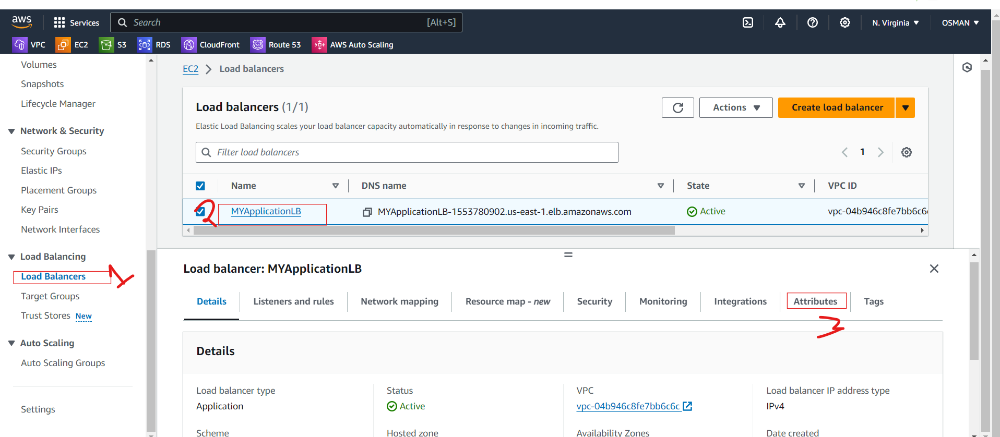 aws Services Search [Alt+S] N. Virginia OSMAN
VPC EC2 S3 RDS CloudFront Route 53 AWS Auto Scaling
Volumes
Snapshots
Lifecycle Manager
Network & Security
Security Groups
Elastic IPs
Placement Groups
Key Pairs
Network Interfaces
Load Balancing
Load Balancers 1
Target Groups
Trust Stores New
Auto Scaling
Auto Scaling Groups
Settings
EC2 > Load balancers
Load balancers (1/1) Actions Create load balancer
Elastic Load Balancing scales your load balancer capacity automatically in response to changes in incoming traffic.
Filter load balancers 1
Name DNS name State VPC ID
2 MYApplicationLB MYApplicationLB-1553780902.us-east-1.elb.amazonaws.com Active vpc-04b946c8fe7bb6c6
Load balancer: MYApplicationLB
Details Listeners and rules Network mapping Resource map - new Security Monitoring Integrations Attributes Tags
3
Details
Load balancer type Status VPC Load balancer IP address type
Application Active vpc-04b946c8fe7bb6c6c IPv4
Scheme Hosted zone Availability Zones Date created